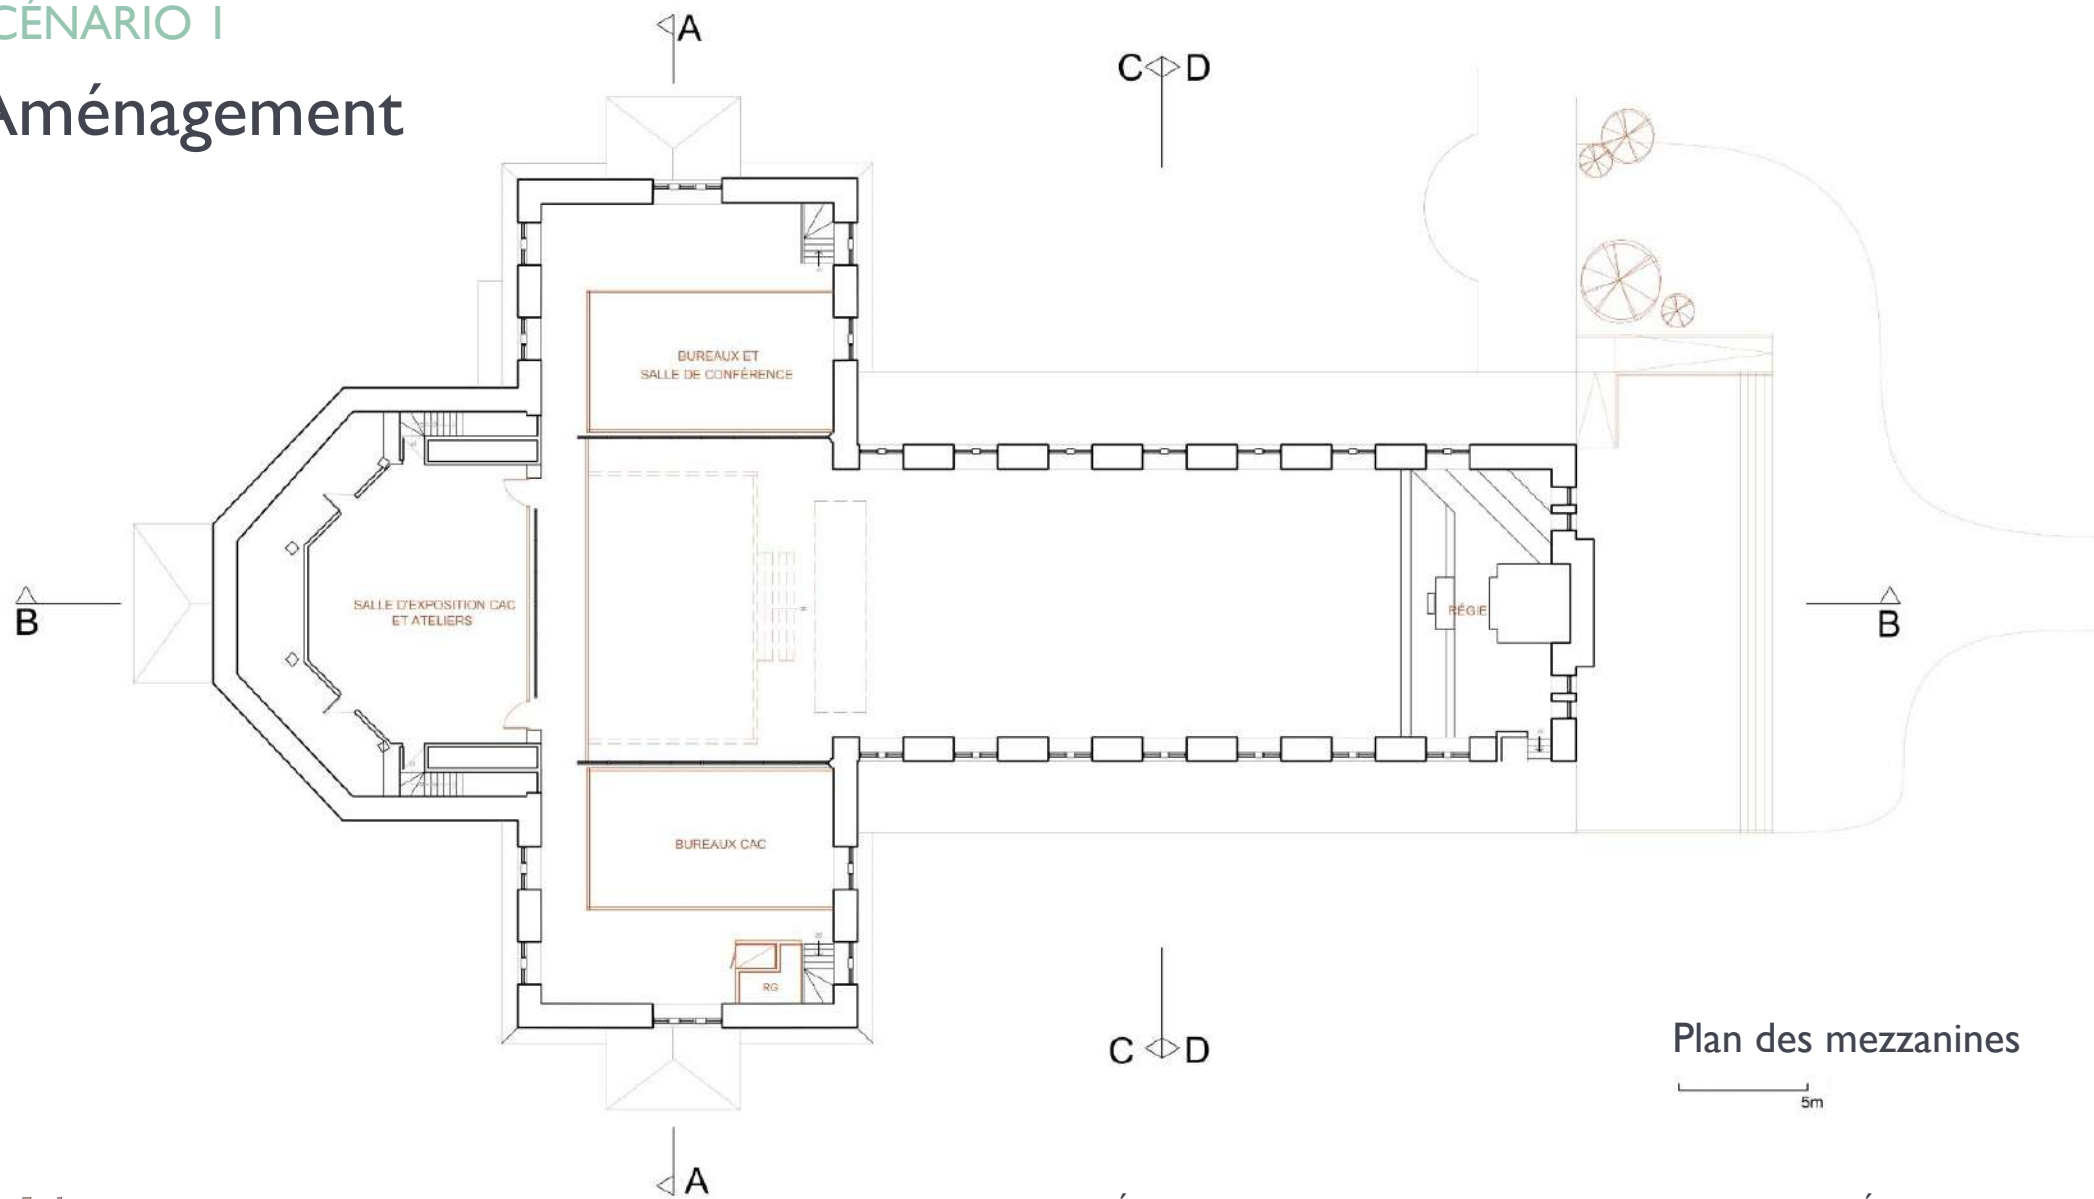 CÉNARIO 1
Aménagement
A
C D
BUREAUX ET
SALLE DE CONFÉRENCE
B
SALLE D'EXPOSITION CAC
ET ATELIERS
RÉGIE
B
BUREAUX CAC
RG
C D
Plan des mezzanines
5m
A